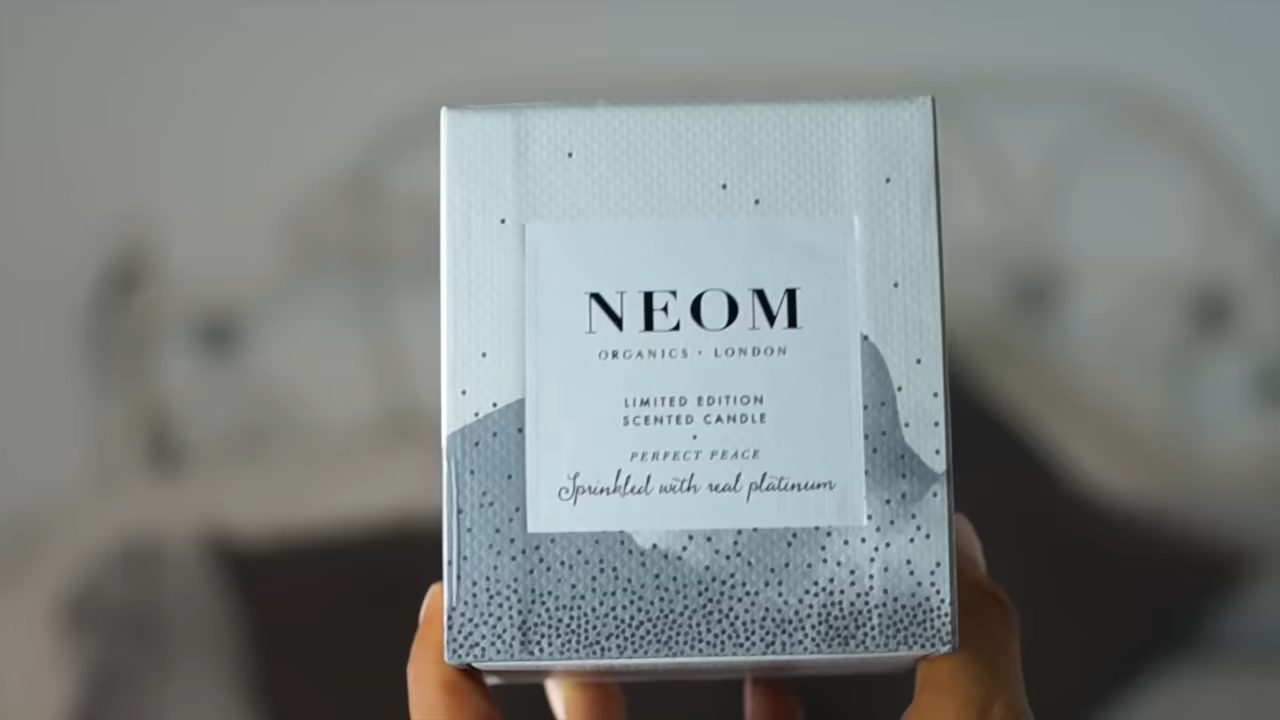 NEOM
ORGANICS • LONDON
LIMITED EDITION
SCENTED CANDLE
•
PERFECT PEACE
Sprinkled with real platinum